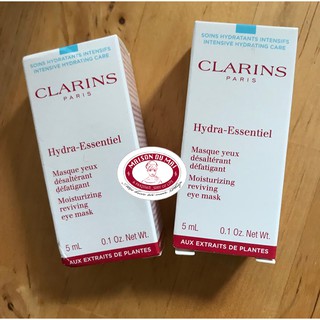 SOINS HYDRATANTS INTENSIFS
INTENSIVE HYDRATING CARE
CLARINS
PARIS
Hydra-Essentiel
Masque yeux
désaltérant
défatigant
Moisturizing
reviving
eye mask
5 mL
0.1 Oz. Net Wt.
AUX EXTRAITS DE PLANTES
SOINS HYDRATANTS INTENSIFS
INTENSIVE HYDRATING CARE
CLARINS
PARIS
Hydra-Essentiel
Masque yeux
désaltérant
défatigant
Moisturizing
reviving
eye mask
5 mL
0.1 Oz. Net Wt.
AUX EXTRAITS DE PLANTES
MAISON DU MALL